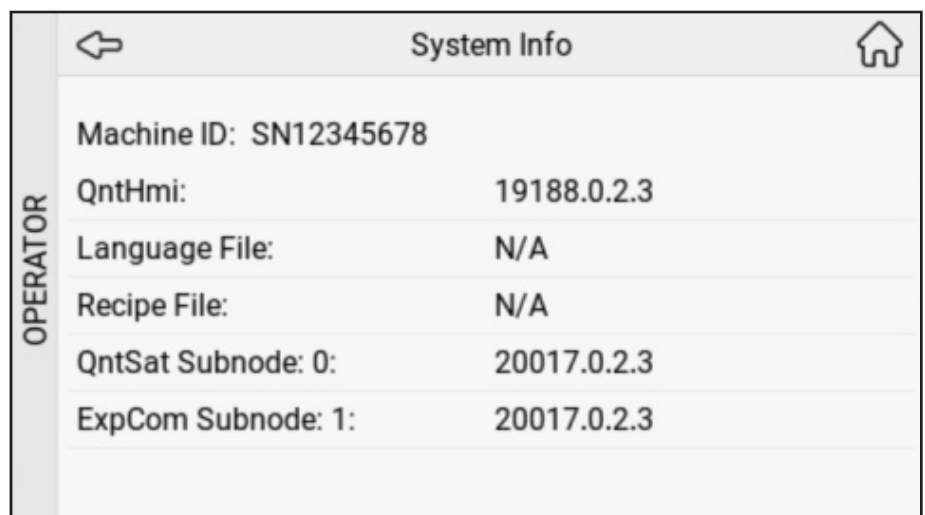 System Info
OPERATOR
Machine ID: SN12345678
QntHmi: 19188.0.2.3
Language File: N/A
Recipe File: N/A
QntSat Subnode: 0: 20017.0.2.3
ExpCom Subnode: 1: 20017.0.2.3